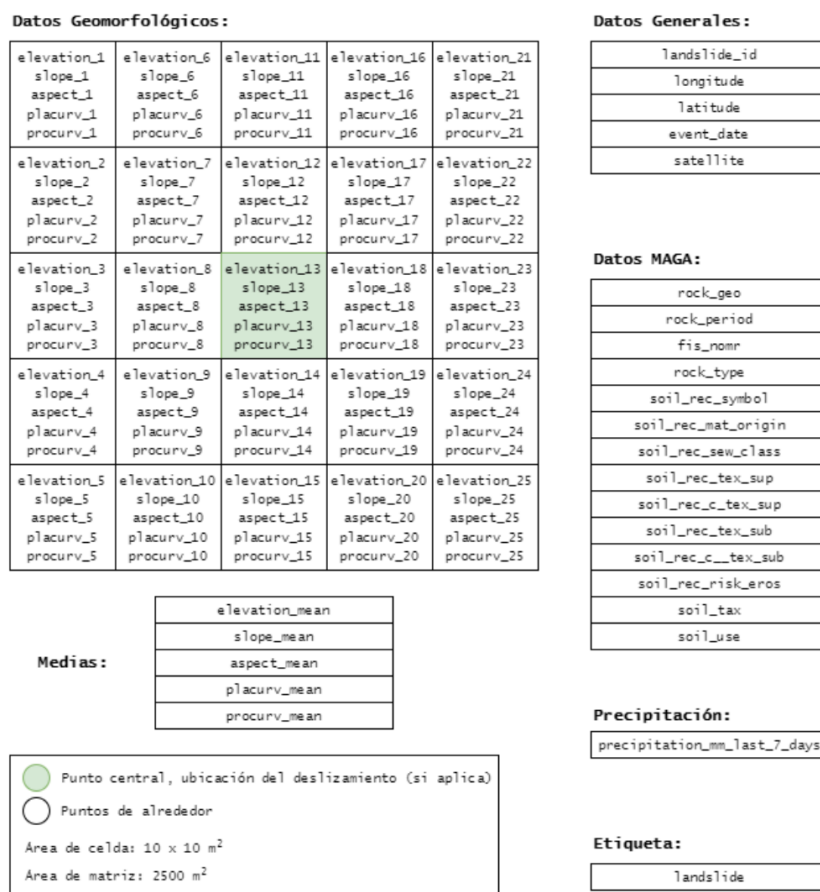 Datos Geomorfológicos:
elevation_1 elevation_6 elevation_11 elevation_16 elevation_21
slope_1 slope_6 slope_11 slope_16 slope_21
aspect_1 aspect_6 aspect_11 aspect_16 aspect_21
placurv_1 placurv_6 placurv_11 placurv_16 placurv_21
procurv_1 procurv_6 procurv_11 procurv_16 procurv_21
elevation_2 elevation_7 elevation_12 elevation_17 elevation_22
slope_2 slope_7 slope_12 slope_17 slope_22
aspect_2 aspect_7 aspect_12 aspect_17 aspect_22
placurv_2 placurv_7 placurv_12 placurv_17 placurv_22
procurv_2 procurv_7 procurv_12 procurv_17 procurv_22
elevation_3 elevation_8 elevation_13 elevation_18 elevation_23
slope_3 slope_8 slope_13 slope_18 slope_23
aspect_3 aspect_8 aspect_13 aspect_18 aspect_23
placurv_3 placurv_8 placurv_13 placurv_18 placurv_23
procurv_3 procurv_8 procurv_13 procurv_18 procurv_23
elevation_4 elevation_9 elevation_14 elevation_19 elevation_24
slope_4 slope_9 slope_14 slope_19 slope_24
aspect_4 aspect_9 aspect_14 aspect_19 aspect_24
placurv_4 placurv_9 placurv_14 placurv_19 placurv_24
procurv_4 procurv_9 procurv_14 procurv_19 procurv_24
elevation_5 elevation_10 elevation_15 elevation_20 elevation_25
slope_5 slope_10 slope_15 slope_20 slope_25
aspect_5 aspect_10 aspect_15 aspect_20 aspect_25
placurv_5 placurv_10 placurv_15 placurv_20 placurv_25
procurv_5 procurv_10 procurv_15 procurv_20 procurv_25
Medias:
elevation_mean
slope_mean
aspect_mean
placurv_mean
procurv_mean
Punto central, ubicación del deslizamiento (si aplica)
Puntos de alrededor
Area de celda: 10 x 10 m²
Area de matriz: 2500 m²
Datos Generales:
landslide_id
longitude
latitude
event_date
satellite
Datos MAGA:
rock_geo
rock_period
fis_nomr
rock_type
soil_rec_symbol
soil_rec_mat_origin
soil_rec_sew_class
soil_rec_tex_sup
soil_rec_c_tex_sup
soil_rec_tex_sub
soil_rec_c__tex_sub
soil_rec_risk_eros
soil_tax
soil_use
Precipitación:
precipitation_mm_last_7_days
Etiqueta:
landslide